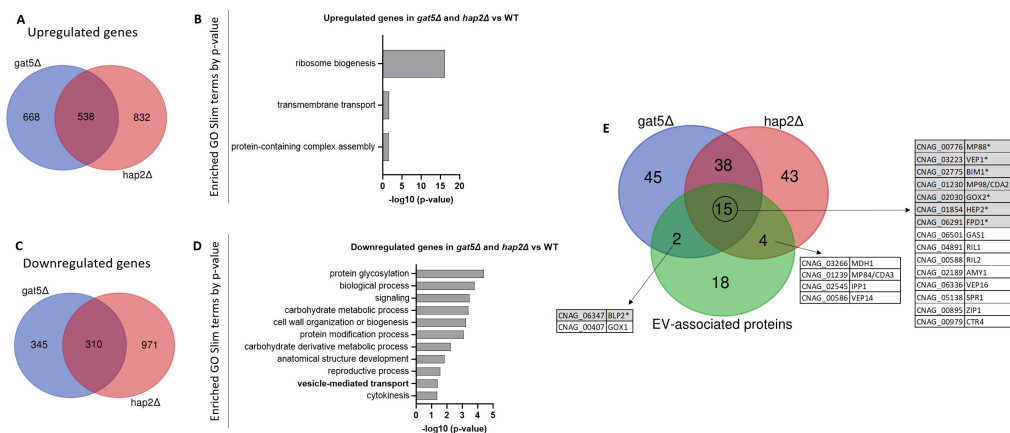 A
Upregulated genes
gat5Δ
668
538
832
hap2Δ
B
Upregulated genes in gat5Δ and hap2Δ vs WT
Enriched GO Slim terms by p-value
ribosome biogenesis
transmembrane transport
protein-containing complex assembly
0 5 10 15 20
-log10 (p-value)
C
Downregulated genes
gat5Δ
345
310
971
hap2Δ
D
Downregulated genes in gat5Δ and hap2Δ vs WT
Enriched GO Slim terms by p-value
protein glycosylation
biological process
signaling
carbohydrate metabolic process
cell wall organization or biogenesis
protein modification process
carbohydrate derivative metabolic process
anatomical structure development
reproductive process
vesicle-mediated transport
cytokinesis
0 1 2 3 4 5
-log10 (p-value)
E
gat5Δ
hap2Δ
45
38
43
15
2
4
18
EV-associated proteins
CNAG_06347 BLP2*
CNAG_00407 GOX1
CNAG_03266 MDH1
CNAG_01239 MP84/CDA3
CNAG_02545 IPP1
CNAG_00586 VEP14
CNAG_00776 MP88*
CNAG_03223 VEP1*
CNAG_02775 BIM1*
CNAG_01230 MP98/CDA2
CNAG_02030 GOX2*
CNAG_01854 HEP2*
CNAG_06291 FPD1*
CNAG_06501 GAS1
CNAG_04891 RIL1
CNAG_00588 RIL2
CNAG_02189 AMY1
CNAG_06336 VEP16
CNAG_05138 SPR1
CNAG_00895 ZIP1
CNAG_00979 CTR4